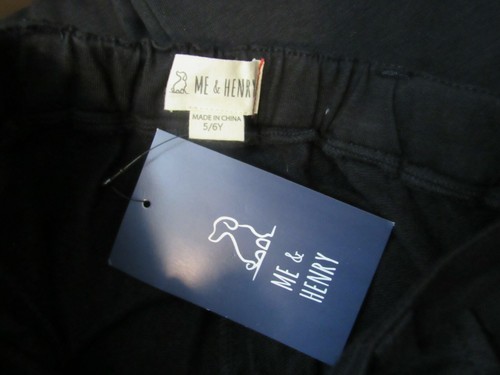 ME & HENRY
MADE IN CHINA
5/6Y
ME &
HENRY